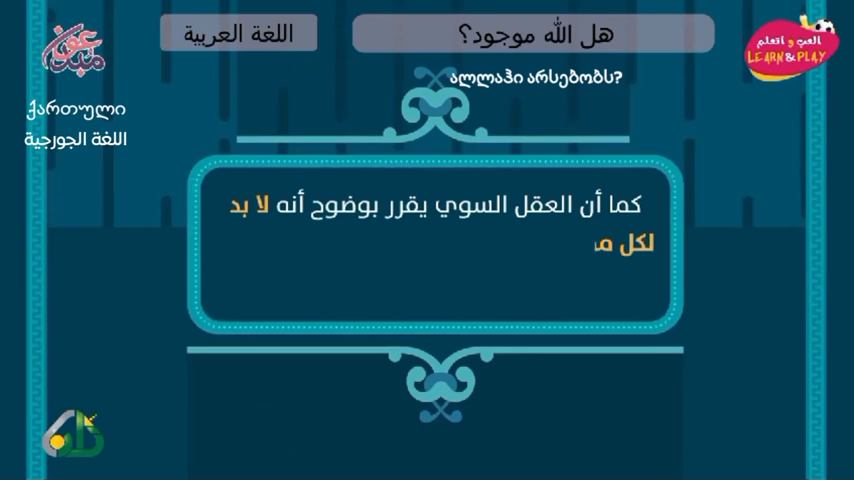 هل الله موجود؟
اللغة العربية
العب و اتعلم
LEARN&PLAY
ალლაჰი არსებობს?
ქართული
اللغة الجورجية
كما أن العقل السوي يقرر بوضوح أنه لا بد
لكل